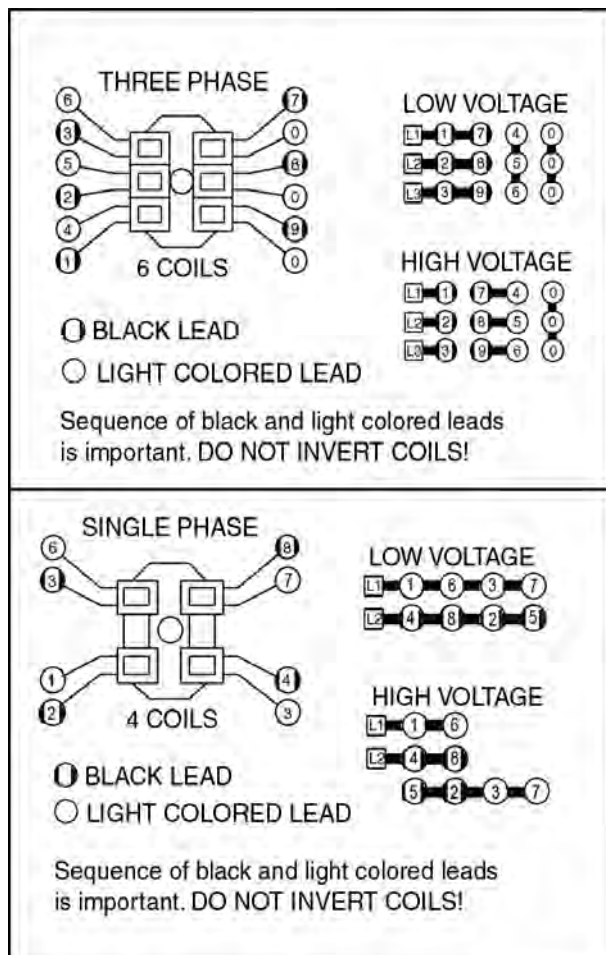 THREE PHASE
6 7
3 0
5 8
2 0
4 9
1 0
6 COILS
LOW VOLTAGE
L1 1 7 4 0
L2 2 8 5 0
L3 3 9 6 0
HIGH VOLTAGE
L1 1 7 4 0
L2 2 8 5 0
L3 3 9 6 0
BLACK LEAD
LIGHT COLORED LEAD
Sequence of black and light colored leads
is important. DO NOT INVERT COILS!
SINGLE PHASE
6 8
3 7
1 4
2 3
4 COILS
LOW VOLTAGE
L1 1 6 3 7
L2 4 8 2 5
HIGH VOLTAGE
L1 1 6
L2 4 8
5 2 3 7
BLACK LEAD
LIGHT COLORED LEAD
Sequence of black and light colored leads
is important. DO NOT INVERT COILS!